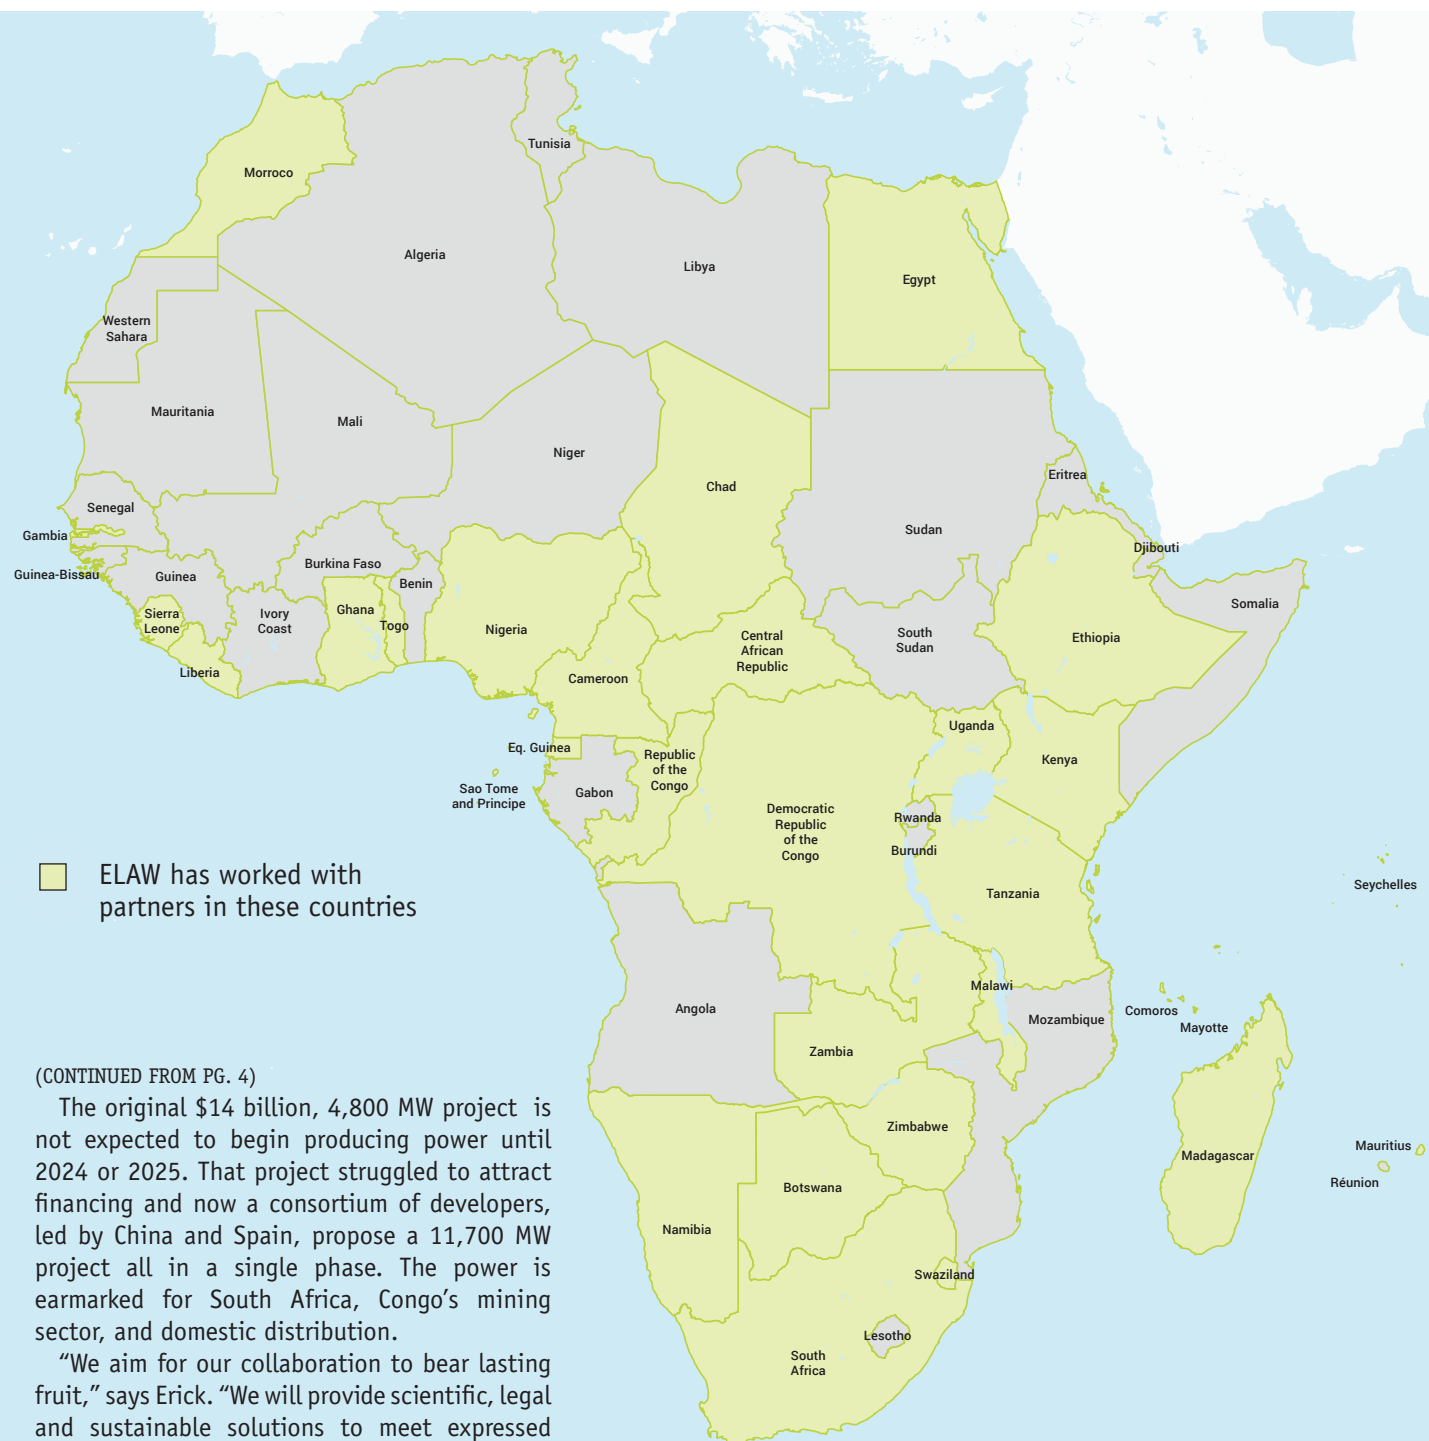 Tunisia
Morroco
Algeria
Libya
Egypt
Western
Sahara
Mauritania
Mali
Niger
Chad
Eritrea
Senegal
Sudan
Gambia
Djibouti
Burkina Faso
Guinea-Bissau
Guinea
Benin
Somalia
Sierra
Leone
Ivory
Coast
Ghana
Togo
Nigeria
Central
African
Republic
South
Sudan
Ethiopia
Liberia
Cameroon
Uganda
Eq. Guinea
Republic
of the
Congo
Kenya
Sao Tome
and Principe
Gabon
Democratic
Republic
of the
Congo
Rwanda
Burundi
Tanzania
Seychelles
ELAW has worked with
partners in these countries
Malawi
Angola
Mozambique
Comoros
Mayotte
Zambia
Zimbabwe
Madagascar
Mauritius
Réunion
Botswana
Namibia
Swaziland
Lesotho
South
Africa
(CONTINUED FROM PG. 4)
The original $14 billion, 4,800 MW project is
not expected to begin producing power until
2024 or 2025. That project struggled to attract
financing and now a consortium of developers,
led by China and Spain, propose a 11,700 MW
project all in a single phase. The power is
earmarked for South Africa, Congo’s mining
sector, and domestic distribution.
“We aim for our collaboration to bear lasting
fruit,” says Erick. “We will provide scientific, legal
and sustainable solutions to meet expressed